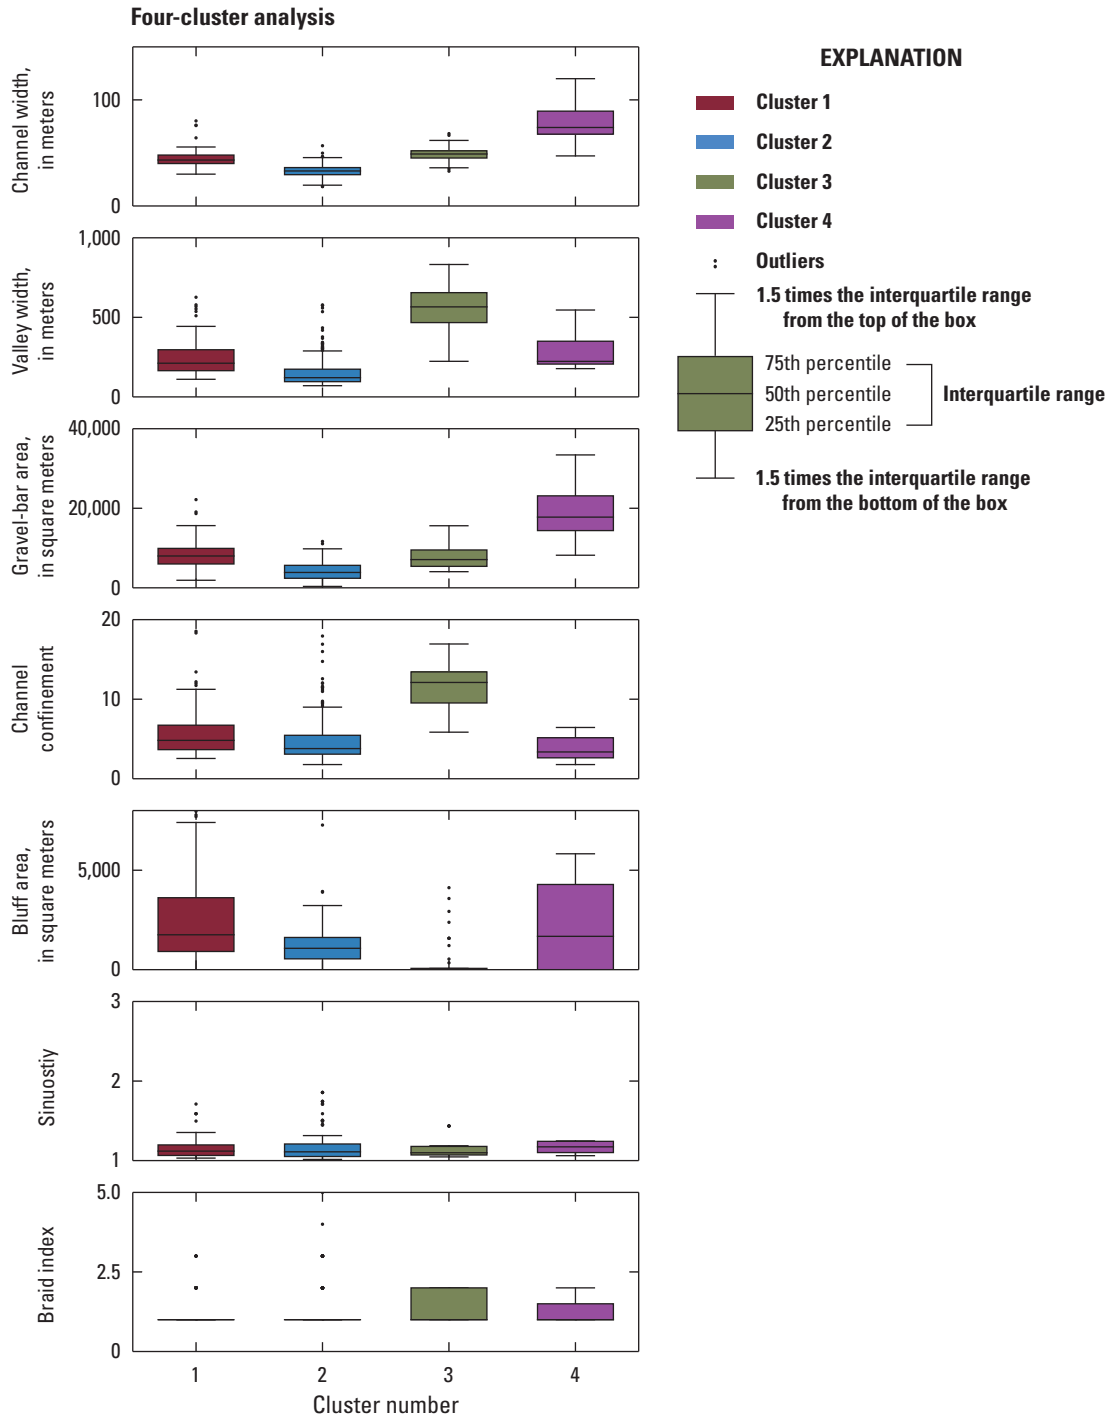 Four-cluster analysis
Channel width,
in meters
100
0
Valley width,
in meters
1,000
500
0
Gravel-bar area,
in square meters
40,000
20,000
0
Channel
confinement
20
10
0
Bluff area,
in square meters
5,000
0
Sinuostiy
3
2
1
Braid index
5.0
2.5
0
1 2 3 4
Cluster number
EXPLANATION
Cluster 1
Cluster 2
Cluster 3
Cluster 4
Outliers
1.5 times the interquartile range
from the top of the box
75th percentile
50th percentile
25th percentile
Interquartile range
1.5 times the interquartile range
from the bottom of the box